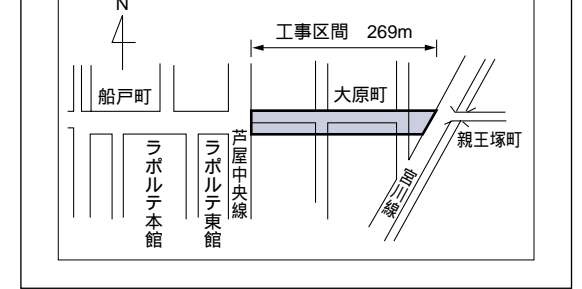 N
工事区間 269m
船戸町
大原町
親王塚町
ラポルテ本館
ラポルテ東館
芦屋中央線
宮川線